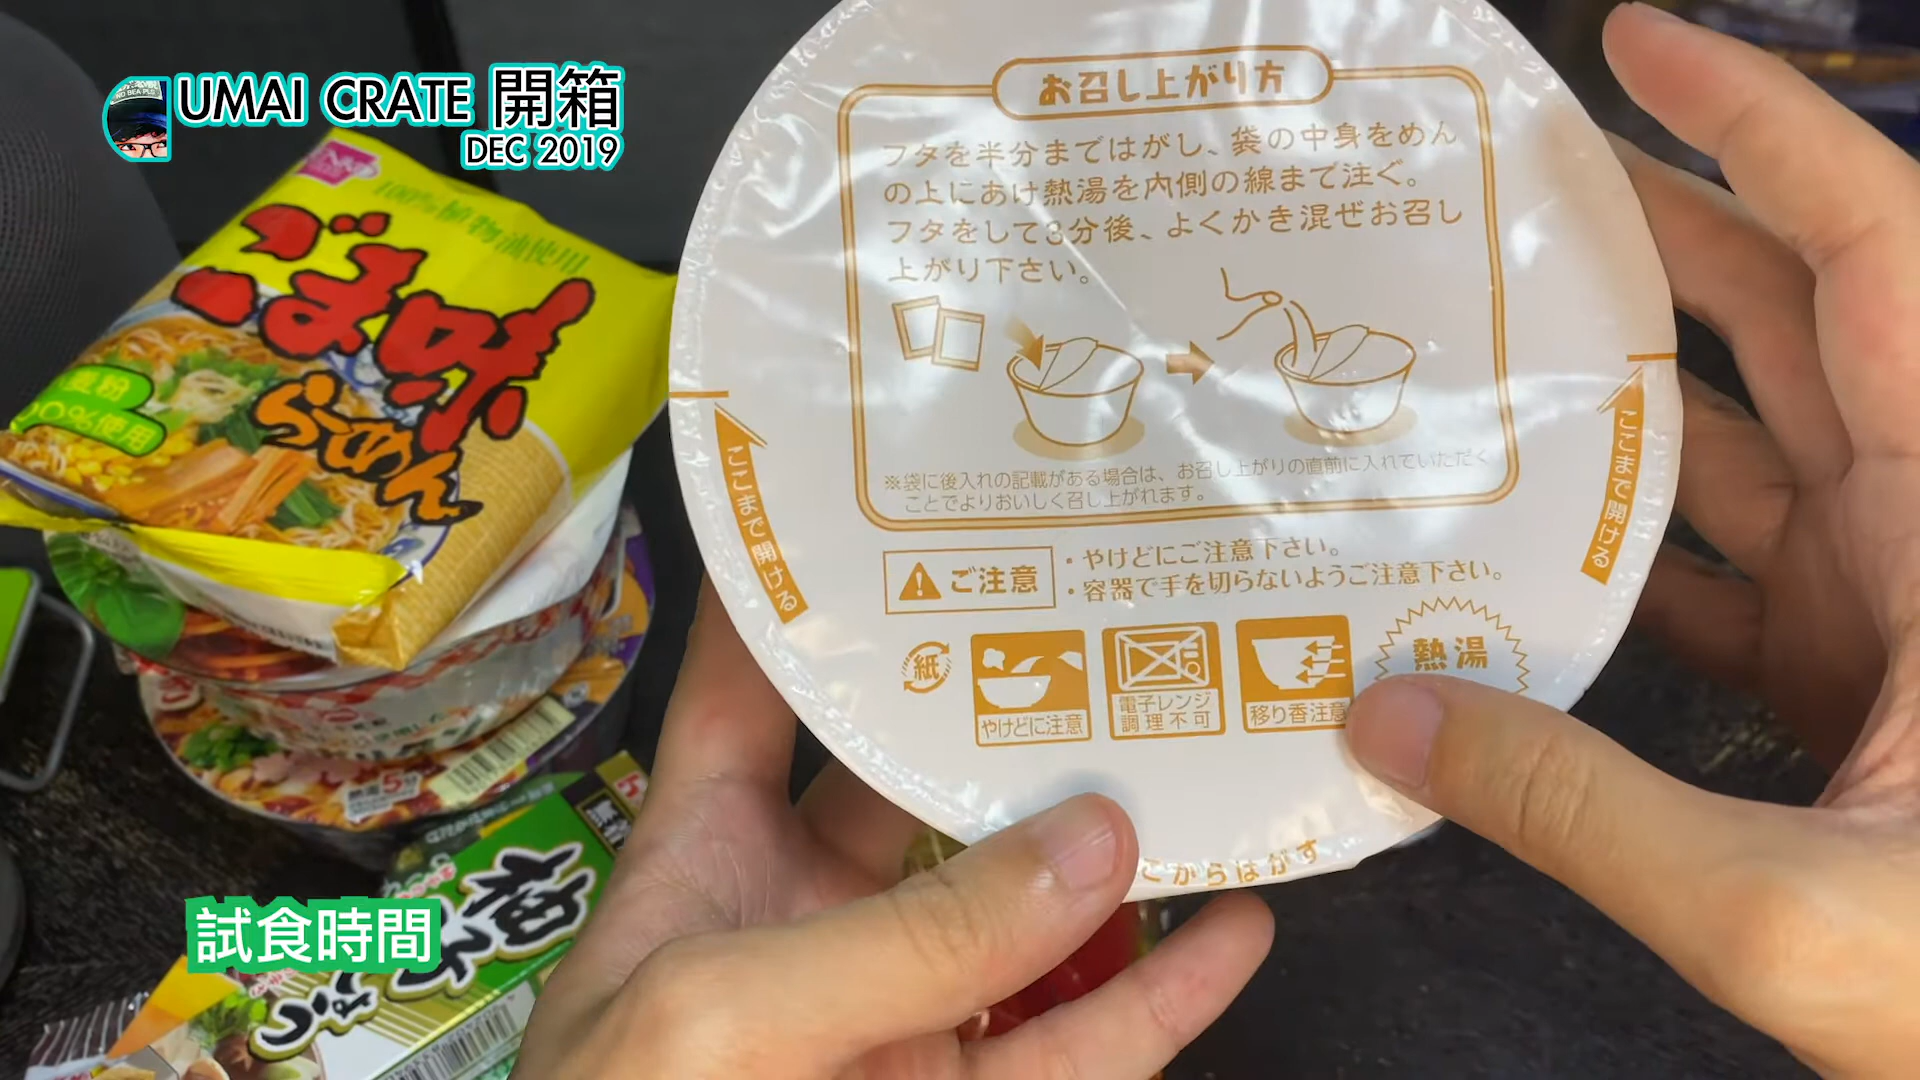 UMAI CRATE 開箱
DEC 2019
100%植物油使用
ごま味
らーめん
麦粉
使用
お召し上がり方
フタを半分まではがし、袋の中身をめん
の上にあけ熱湯を内側の線まで注ぐ。
フタをして3分後、よくかき混ぜお召し
上がり下さい。
※袋に後入れの記載がある場合は、お召し上がりの直前に入れていただく
ことでよりおいしく召し上がれます。
ここまで開ける
ここまで開ける
ご注意
・やけどにご注意下さい。
・容器で手を切らないようご注意下さい。
紙
やけどに注意
電子レンジ
調理不可
移り香注意
熱湯
こからはがす
熱湯5分
試食時間
柚子